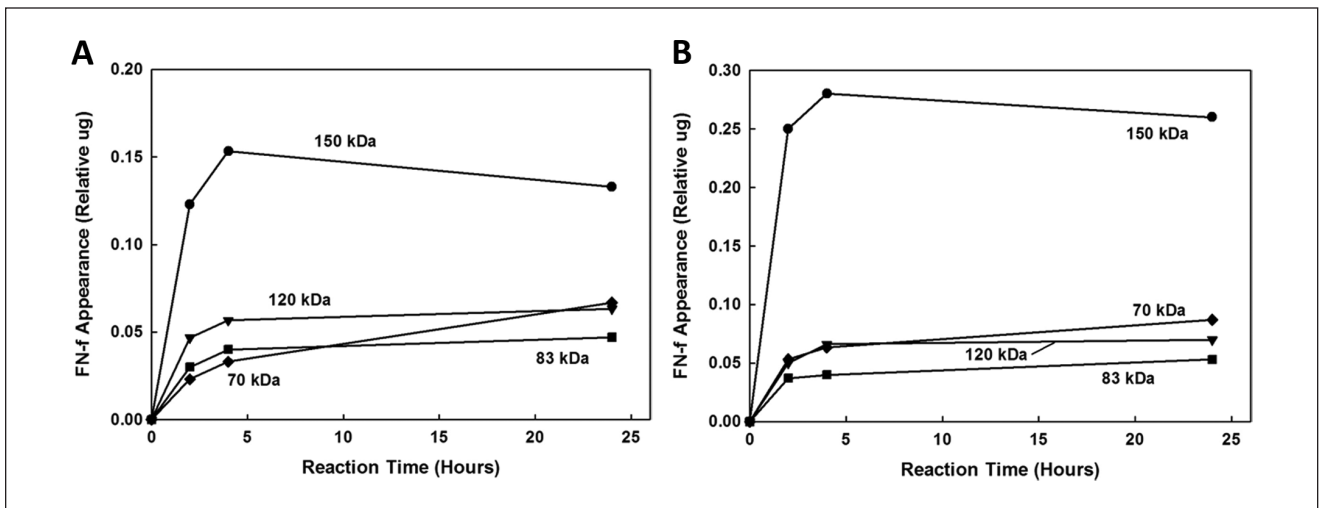 A
FN-f Appearance (Relative ug)
0.20
0.15
0.10
0.05
0.00
150 kDa
120 kDa
83 kDa
70 kDa
0 5 10 15 20 25
Reaction Time (Hours)
B
FN-f Appearance (Relative ug)
0.30
0.25
0.20
0.15
0.10
0.05
0.00
150 kDa
70 kDa
120 kDa
83 kDa
0 5 10 15 20 25
Reaction Time (Hours)